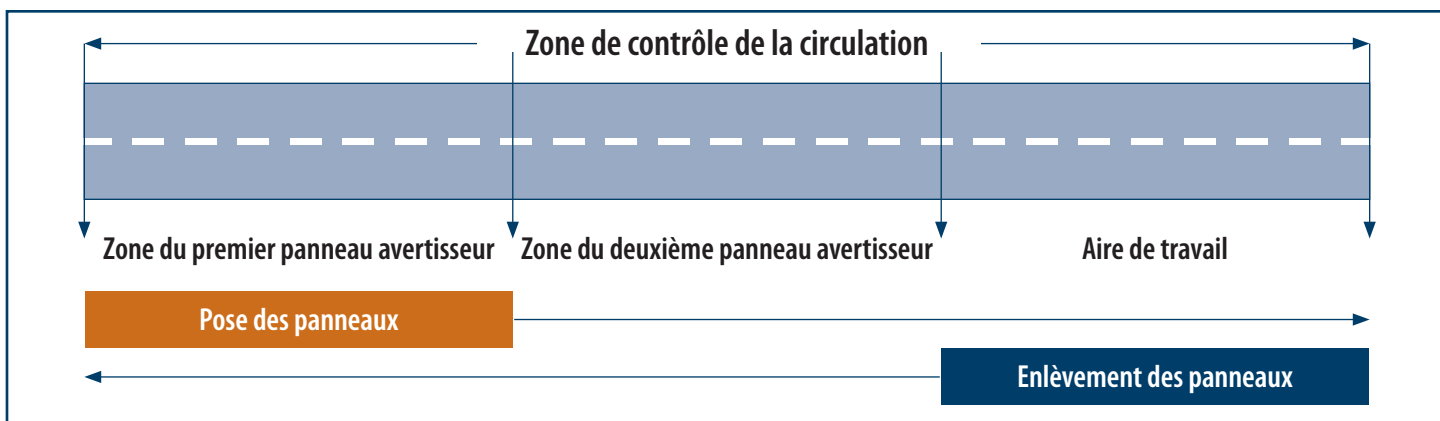 Zone de contrôle de la circulation
Zone du premier panneau avertisseur
Zone du deuxième panneau avertisseur
Aire de travail
Pose des panneaux
Enlèvement des panneaux